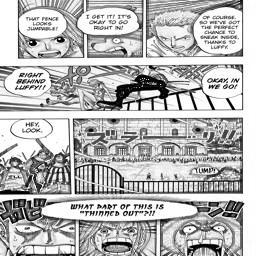 OF COURSE.
SO WE'VE GOT
THE PERFECT
CHANCE TO
SNEAK INSIDE,
THANKS TO
LUFFY.
I GET IT! IT'S
OKAY TO GO
RIGHT IN!
THAT FENCE
LOOKS
JUMPABLE!
OKAY, IN
WE GO!
RIGHT
BEHIND
LUFFY!!
HEY,
LOOK.
WHAT PART OF THIS IS
"THINNED OUT"?!!